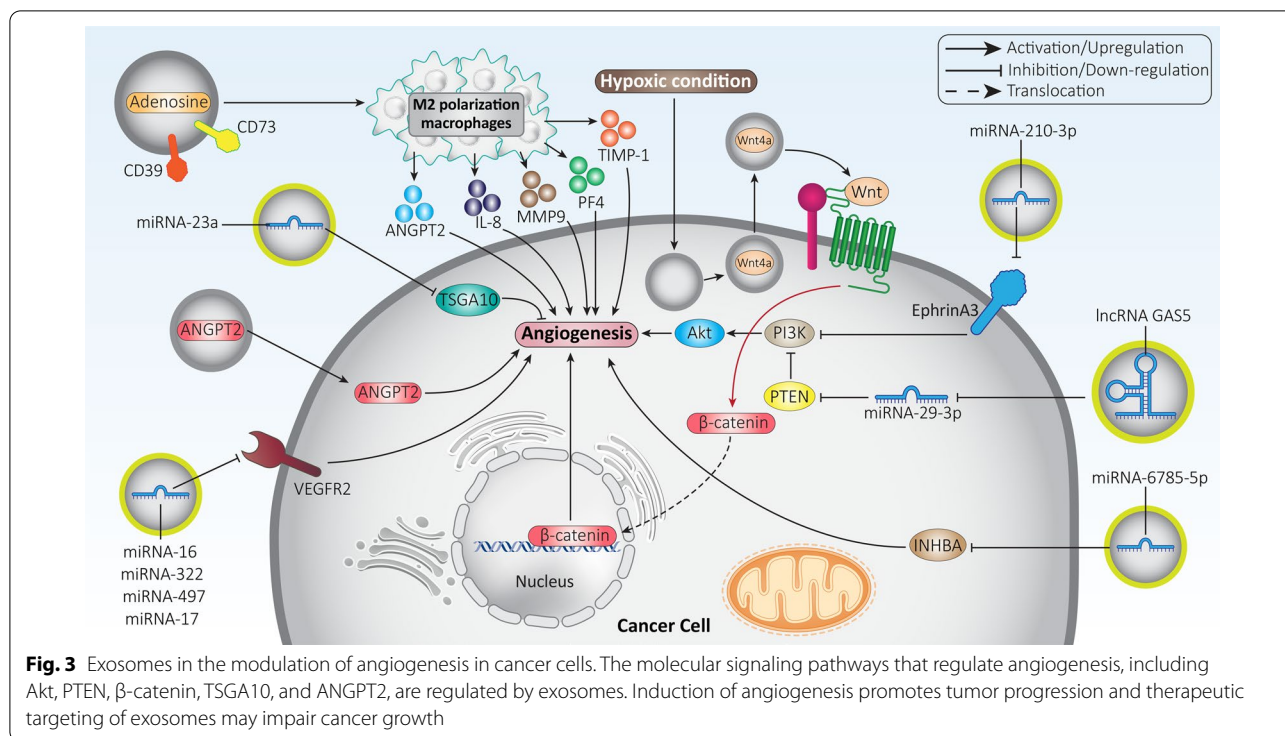 Activation/Upregulation
Inhibition/Down-regulation
Translocation
Adenosine
CD73
CD39
M2 polarization
macrophages
Hypoxic condition
TIMP-1
PF4
MMP9
IL-8
ANGPT2
Wnt4a
Wnt
Wnt4a
miRNA-210-3p
miRNA-23a
TSGA10
Angiogenesis
Akt
PI3K
EphrinA3
lncRNA GAS5
ANGPT2
ANGPT2
PTEN
miRNA-29-3p
β-catenin
VEGFR2
miRNA-6785-5p
miRNA-16
miRNA-322
miRNA-497
miRNA-17
β-catenin
Nucleus
INHBA
Cancer Cell
Fig. 3 Exosomes in the modulation of angiogenesis in cancer cells. The molecular signaling pathways that regulate angiogenesis, including
Akt, PTEN, β-catenin, TSGA10, and ANGPT2, are regulated by exosomes. Induction of angiogenesis promotes tumor progression and therapeutic
targeting of exosomes may impair cancer growth